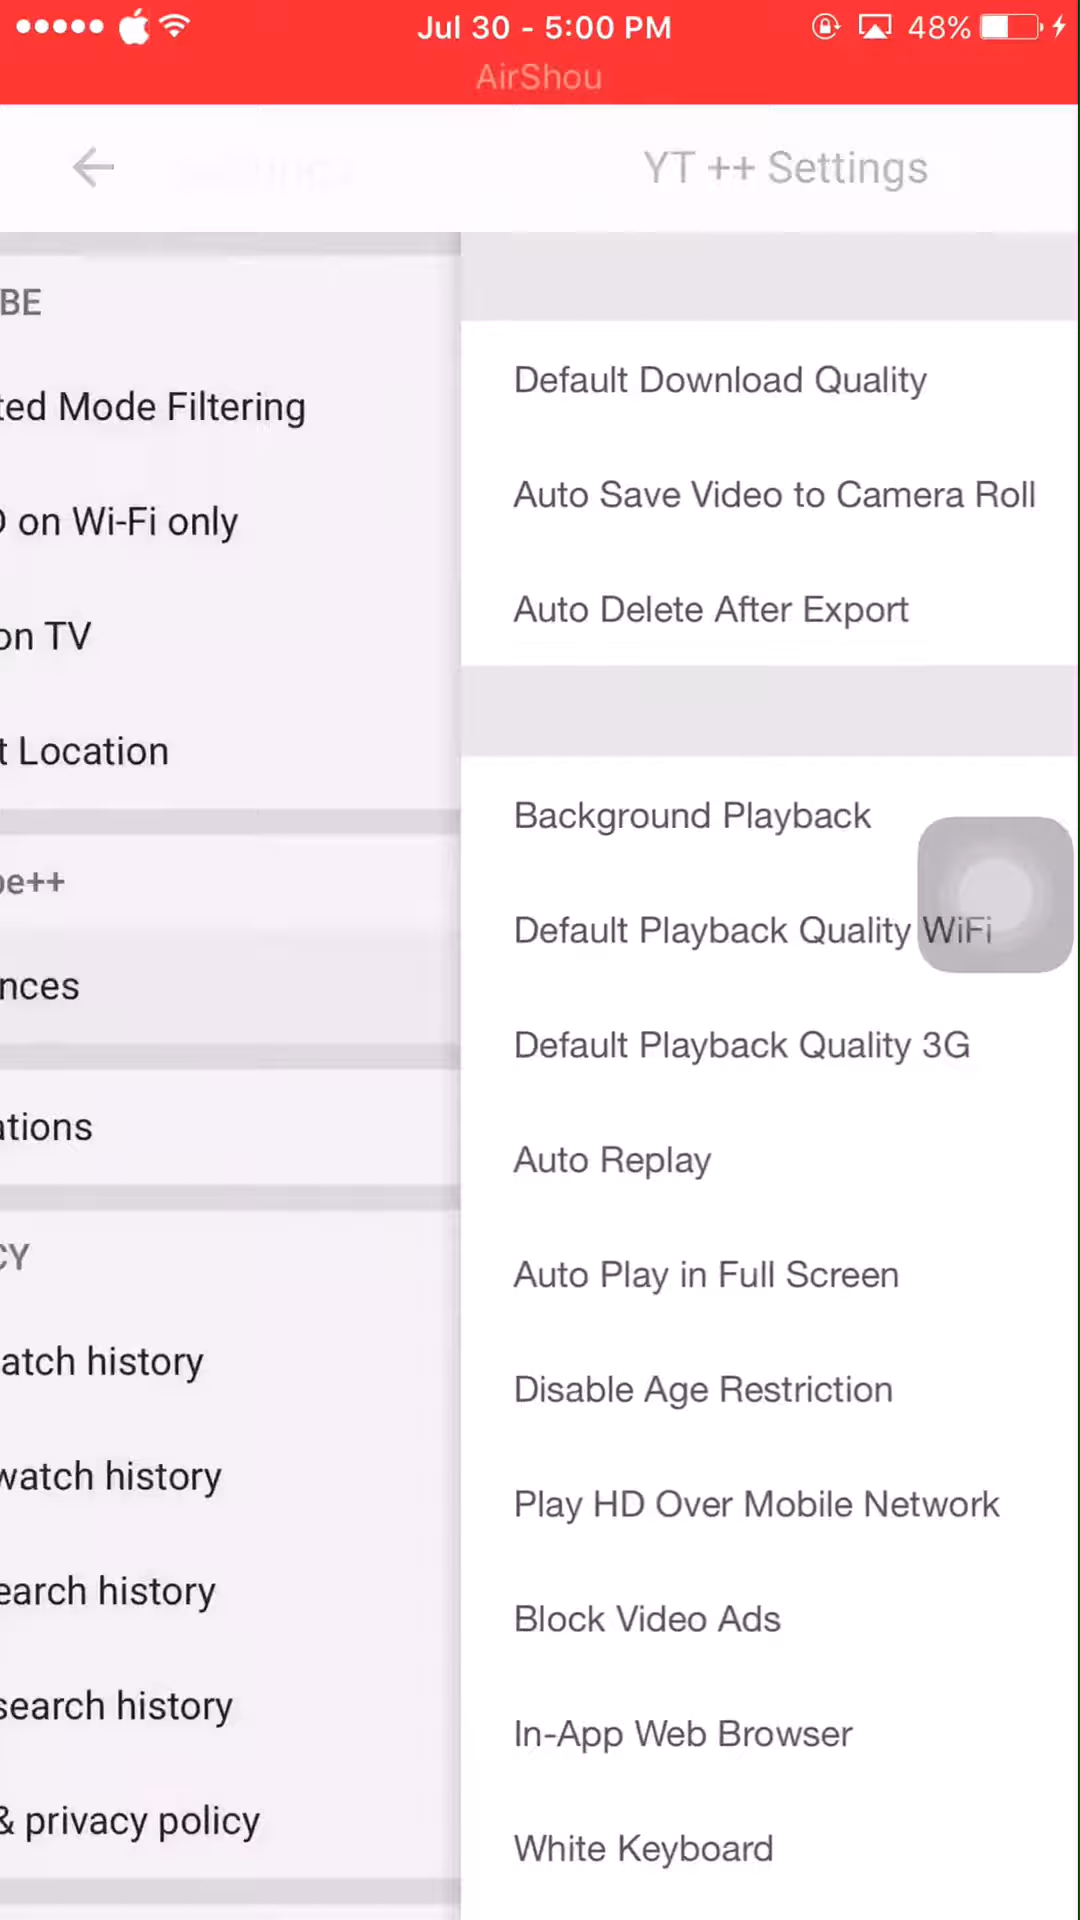 Jul 30 - 5:00 PM
48%
AirShou
YT ++ Settings
BE
ted Mode Filtering
on Wi-Fi only
on TV
t Location
be++
nces
ations
CY
atch history
watch history
earch history
search history
& privacy policy
Default Download Quality
Auto Save Video to Camera Roll
Auto Delete After Export
Background Playback
Default Playback Quality WiFi
Default Playback Quality 3G
Auto Replay
Auto Play in Full Screen
Disable Age Restriction
Play HD Over Mobile Network
Block Video Ads
In-App Web Browser
White Keyboard